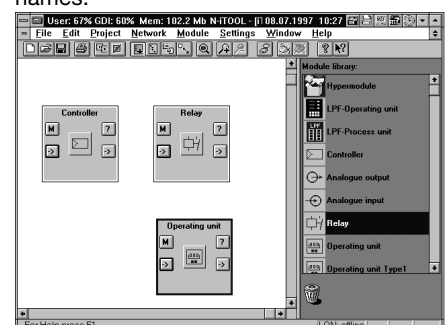 names.
User: 67% GDI: 60% Mem: 102.2 Mb N-iTOOL - [ 08.07.1997 10:27
File Edit Project Network Module Settings Window Help
Module library:
Hypermodule
LPF-Operating unit
LPF
LPF-Process unit
Controller
Analogue output
Analogue input
Relay
Operating unit
Operating unit Type1
Controller
M ?
->
Relay
M ?
->
Operating unit
M ?
->
For Help press F1
LON: offline